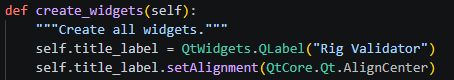 def create_widgets(self):
    """Create all widgets."""
    self.title_label = QtWidgets.QLabel("Rig Validator")
    self.title_label.setAlignment(QtCore.Qt.AlignCenter)